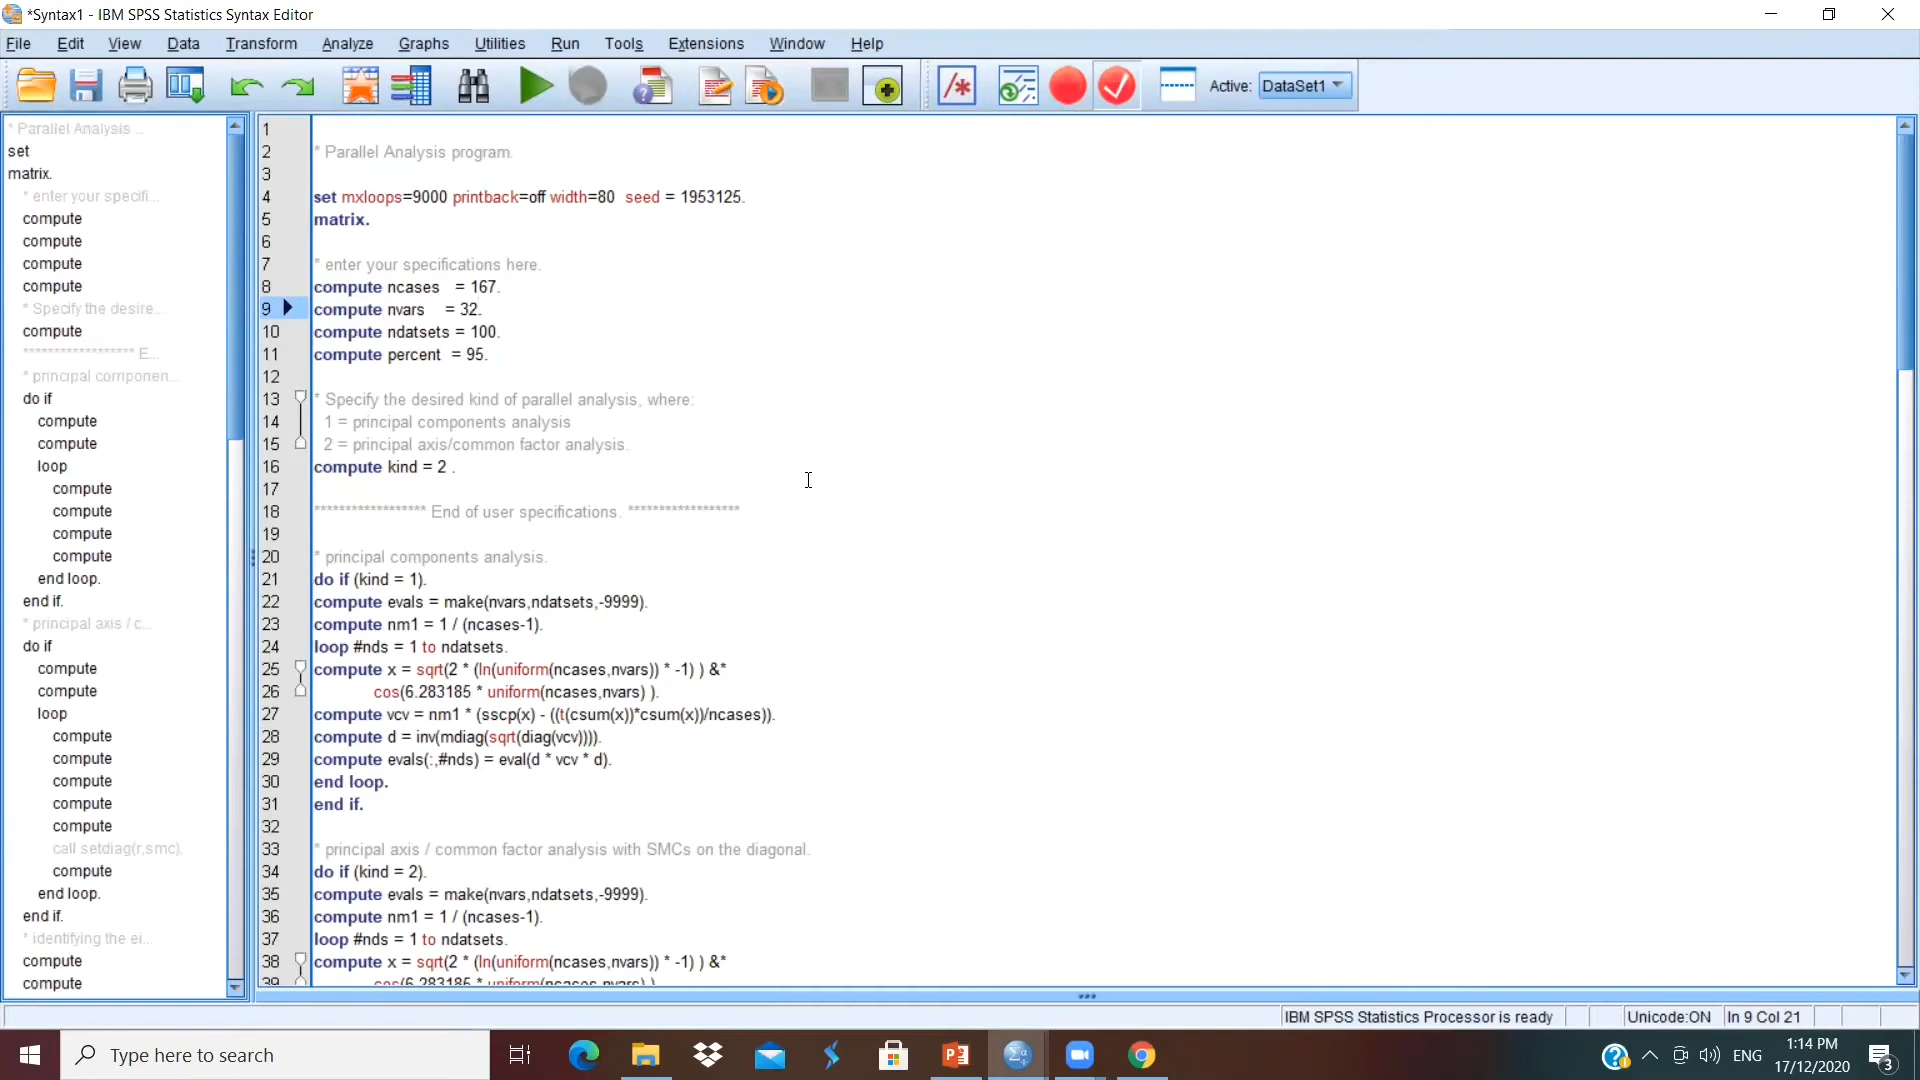 *Syntax1 - IBM SPSS Statistics Syntax Editor
File Edit View Data Transform Analyze Graphs Utilities Run Tools Extensions Window Help
Active: DataSet1
* Parallel Analysis ...
set
matrix.
* enter your specifi...
compute
compute
compute
compute
* Specify the desire...
compute
****************** E...
* principal componen...
do if
compute
compute
loop
compute
compute
compute
compute
end loop.
end if.
* principal axis / c...
do if
compute
compute
loop
compute
compute
compute
compute
compute
call setdiag(r,smc).
compute
end loop.
end if.
* identifying the ei...
compute
compute
1
2 * Parallel Analysis program.
3
4 set mxloops=9000 printback=off width=80 seed = 1953125.
5 matrix.
6
7 * enter your specifications here.
8 compute ncases = 167.
9 compute nvars = 32.
10 compute ndatsets = 100.
11 compute percent = 95.
12
13 * Specify the desired kind of parallel analysis, where:
14 1 = principal components analysis
15 2 = principal axis/common factor analysis.
16 compute kind = 2 .
17
18 ****************** End of user specifications. ******************
19
20 * principal components analysis.
21 do if (kind = 1).
22 compute evals = make(nvars,ndatsets,-9999).
23 compute nm1 = 1 / (ncases-1).
24 loop #nds = 1 to ndatsets.
25 compute x = sqrt(2 * (ln(uniform(ncases,nvars)) * -1) ) &*
26 cos(6.283185 * uniform(ncases,nvars) ).
27 compute vcv = nm1 * (sscp(x) - ((t(csum(x))*csum(x))/ncases)).
28 compute d = inv(mdiag(sqrt(diag(vcv)))).
29 compute evals(:,#nds) = eval(d * vcv * d).
30 end loop.
31 end if.
32
33 * principal axis / common factor analysis with SMCs on the diagonal.
34 do if (kind = 2).
35 compute evals = make(nvars,ndatsets,-9999).
36 compute nm1 = 1 / (ncases-1).
37 loop #nds = 1 to ndatsets.
38 compute x = sqrt(2 * (ln(uniform(ncases,nvars)) * -1) ) &*
39 cos(6.283185 * uniform(ncases,nvars) )
IBM SPSS Statistics Processor is ready Unicode:ON In 9 Col 21
Type here to search
ENG
1:14 PM
17/12/2020
3